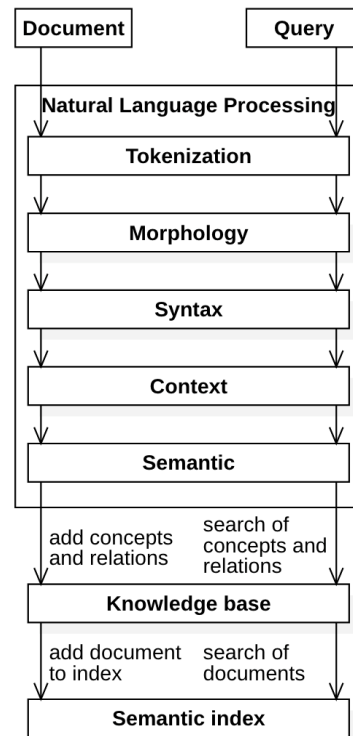 Document
Query
Natural Language Processing
Tokenization
Morphology
Syntax
Context
Semantic
add concepts
and relations
search of
concepts and
relations
Knowledge base
add document
to index
search of
documents
Semantic index